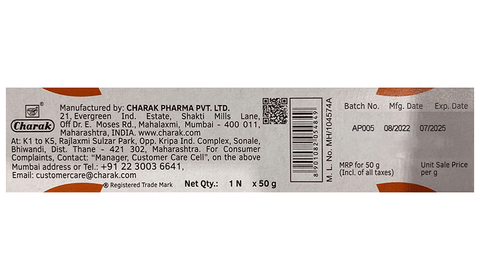 Charak
Manufactured by: CHARAK PHARMA PVT. LTD.
21, Evergreen Ind. Estate, Shakti Mills Lane,
Off Dr. E. Moses Rd., Mahalaxmi, Mumbai - 400 011,
Maharashtra, INDIA. www.charak.com
At: K1 to K5, Rajlaxmi Sulzar Park, Opp. Kripa Ind. Complex, Sonale,
Bhiwandi, Dist. Thane - 421 302, Maharashtra. For Consumer
Complaints, Contact: "Manager, Customer Care Cell", on the above
mentioned address / Tel.: +91 22 3003 6641,
Email: customercare@charak.com
® Registered Trade Mark
Net Qty.: 1 N x 50 g
8901082054849
M. L. No. MHH104574A
Batch No. Mfg. Date Exp. Date
AP005 08/2022 07/2025
MRP for 50 g
(Incl. of all taxes)
Unit Sale Price
per g